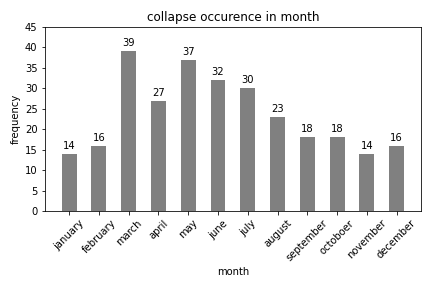 collapse occurence in month
frequency
45
40
35
30
25
20
15
10
5
0
14
16
39
27
37
32
30
23
18
18
14
16
january
february
march
april
may
june
july
august
september
octoboer
november
december
month